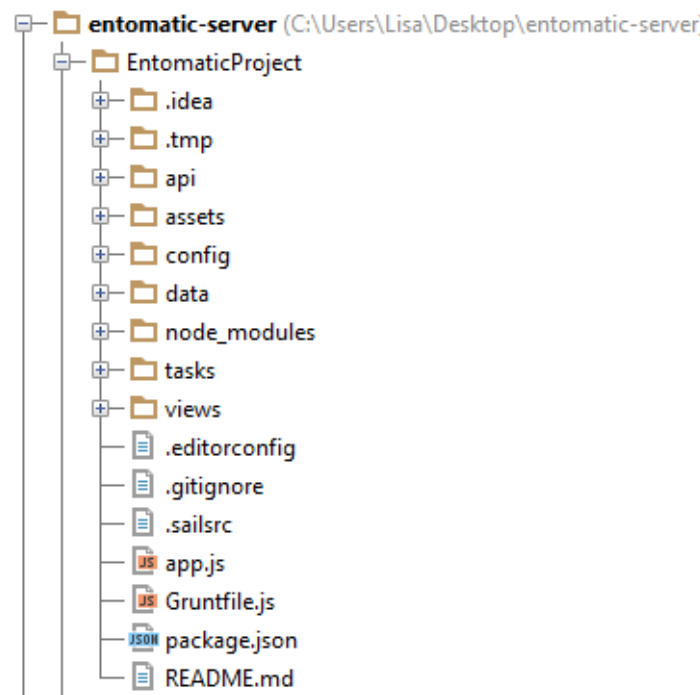 entomatic-server (C:\Users\Lisa\Desktop\entomatic-server)
EntomaticProject
.idea
.tmp
api
assets
config
data
node_modules
tasks
views
.editorconfig
.gitignore
.sailsrc
JS app.js
JS Gruntfile.js
JSON package.json
README.md